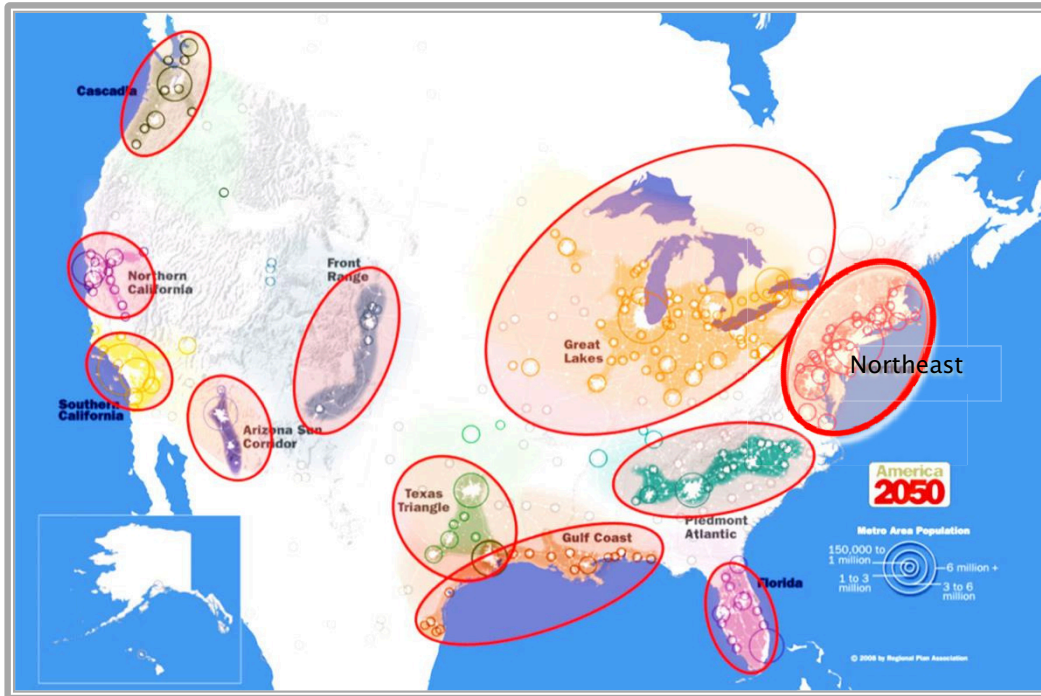 Cascadia
Northern
California
Front
Range
Great
Lakes
Northeast
Southern
California
Arizona Sun
Corridor
Texas
Triangle
Gulf Coast
Piedmont
Atlantic
Florida
America
2050
Metro Area Population
150,000 to
1 million
1 to 3
million
6 million +
3 to 6
million
© 2008 by Regional Plan Association